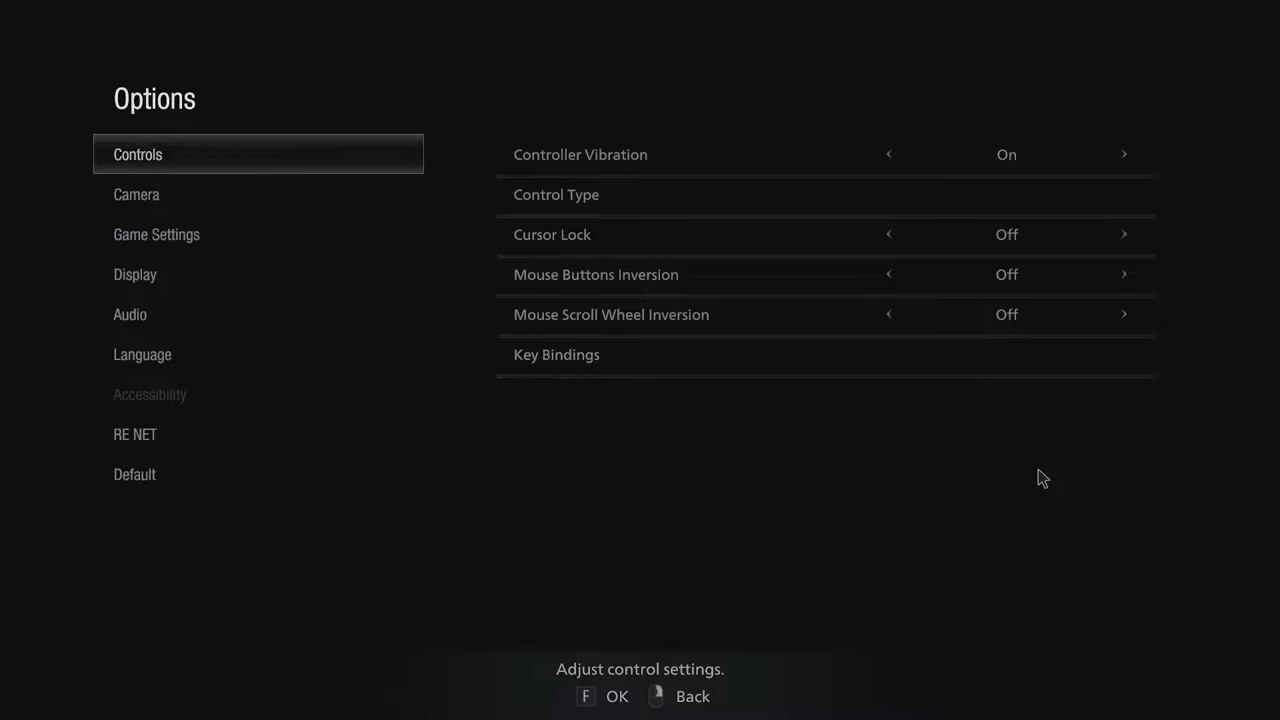 Options
Controls
Camera
Game Settings
Display
Audio
Language
Accessibility
RE NET
Default
Controller Vibration On
Control Type
Cursor Lock Off
Mouse Buttons Inversion Off
Mouse Scroll Wheel Inversion Off
Key Bindings
Adjust control settings.
F OK Back